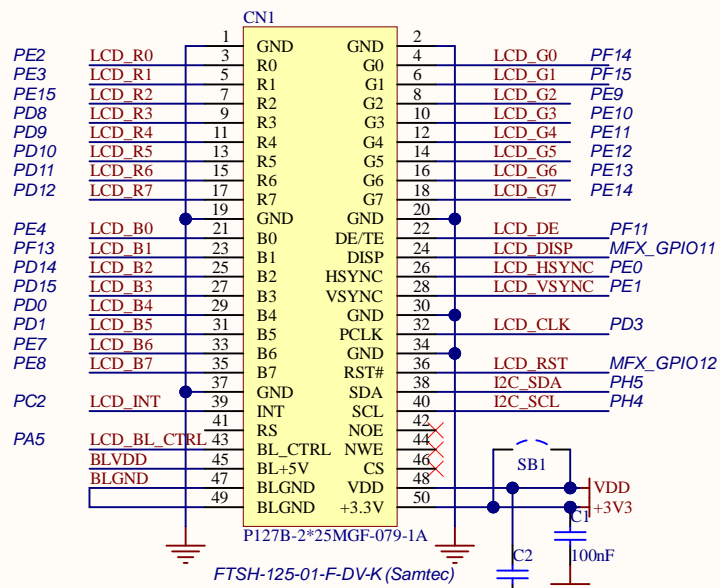 CN1
1 GND GND 2
PE2 LCD_R0 3 R0 G0 4 LCD_G0 PF14
PE3 LCD_R1 5 R1 G1 6 LCD_G1 PF15
PE15 LCD_R2 7 R2 G2 8 LCD_G2 PE9
PD8 LCD_R3 9 R3 G3 10 LCD_G3 PE10
PD9 LCD_R4 11 R4 G4 12 LCD_G4 PE11
PD10 LCD_R5 13 R5 G5 14 LCD_G5 PE12
PD11 LCD_R6 15 R6 G6 16 LCD_G6 PE13
PD12 LCD_R7 17 R7 G7 18 LCD_G7 PE14
19 GND GND 20
PE4 LCD_B0 21 B0 DE/TE 22 LCD_DE PF11
PF13 LCD_B1 23 B1 DISP 24 LCD_DISP MFX_GPIO11
PD14 LCD_B2 25 B2 HSYNC 26 LCD_HSYNC PE0
PD15 LCD_B3 27 B3 VSYNC 28 LCD_VSYNC PE1
PD0 LCD_B4 29 B4 GND 30
PD1 LCD_B5 31 B5 PCLK 32 LCD_CLK PD3
PE7 LCD_B6 33 B6 GND 34
PE8 LCD_B7 35 B7 RST# 36 LCD_RST MFX_GPIO12
37 GND SDA 38 I2C_SDA PH5
PC2 LCD_INT 39 INT SCL 40 I2C_SCL PH4
41 RS NOE 42
PA5 LCD_BL_CTRL 43 BL_CTRL NWE 44
BLVDD 45 BL+5V CS 46 SB1
BLGND 47 BLGND VDD 48 VDD
49 BLGND +3.3V 50 +3V3
P127B-2*25MGF-079-1A C1
C2 100nF
FTSH-125-01-F-DV-K (Samtec)